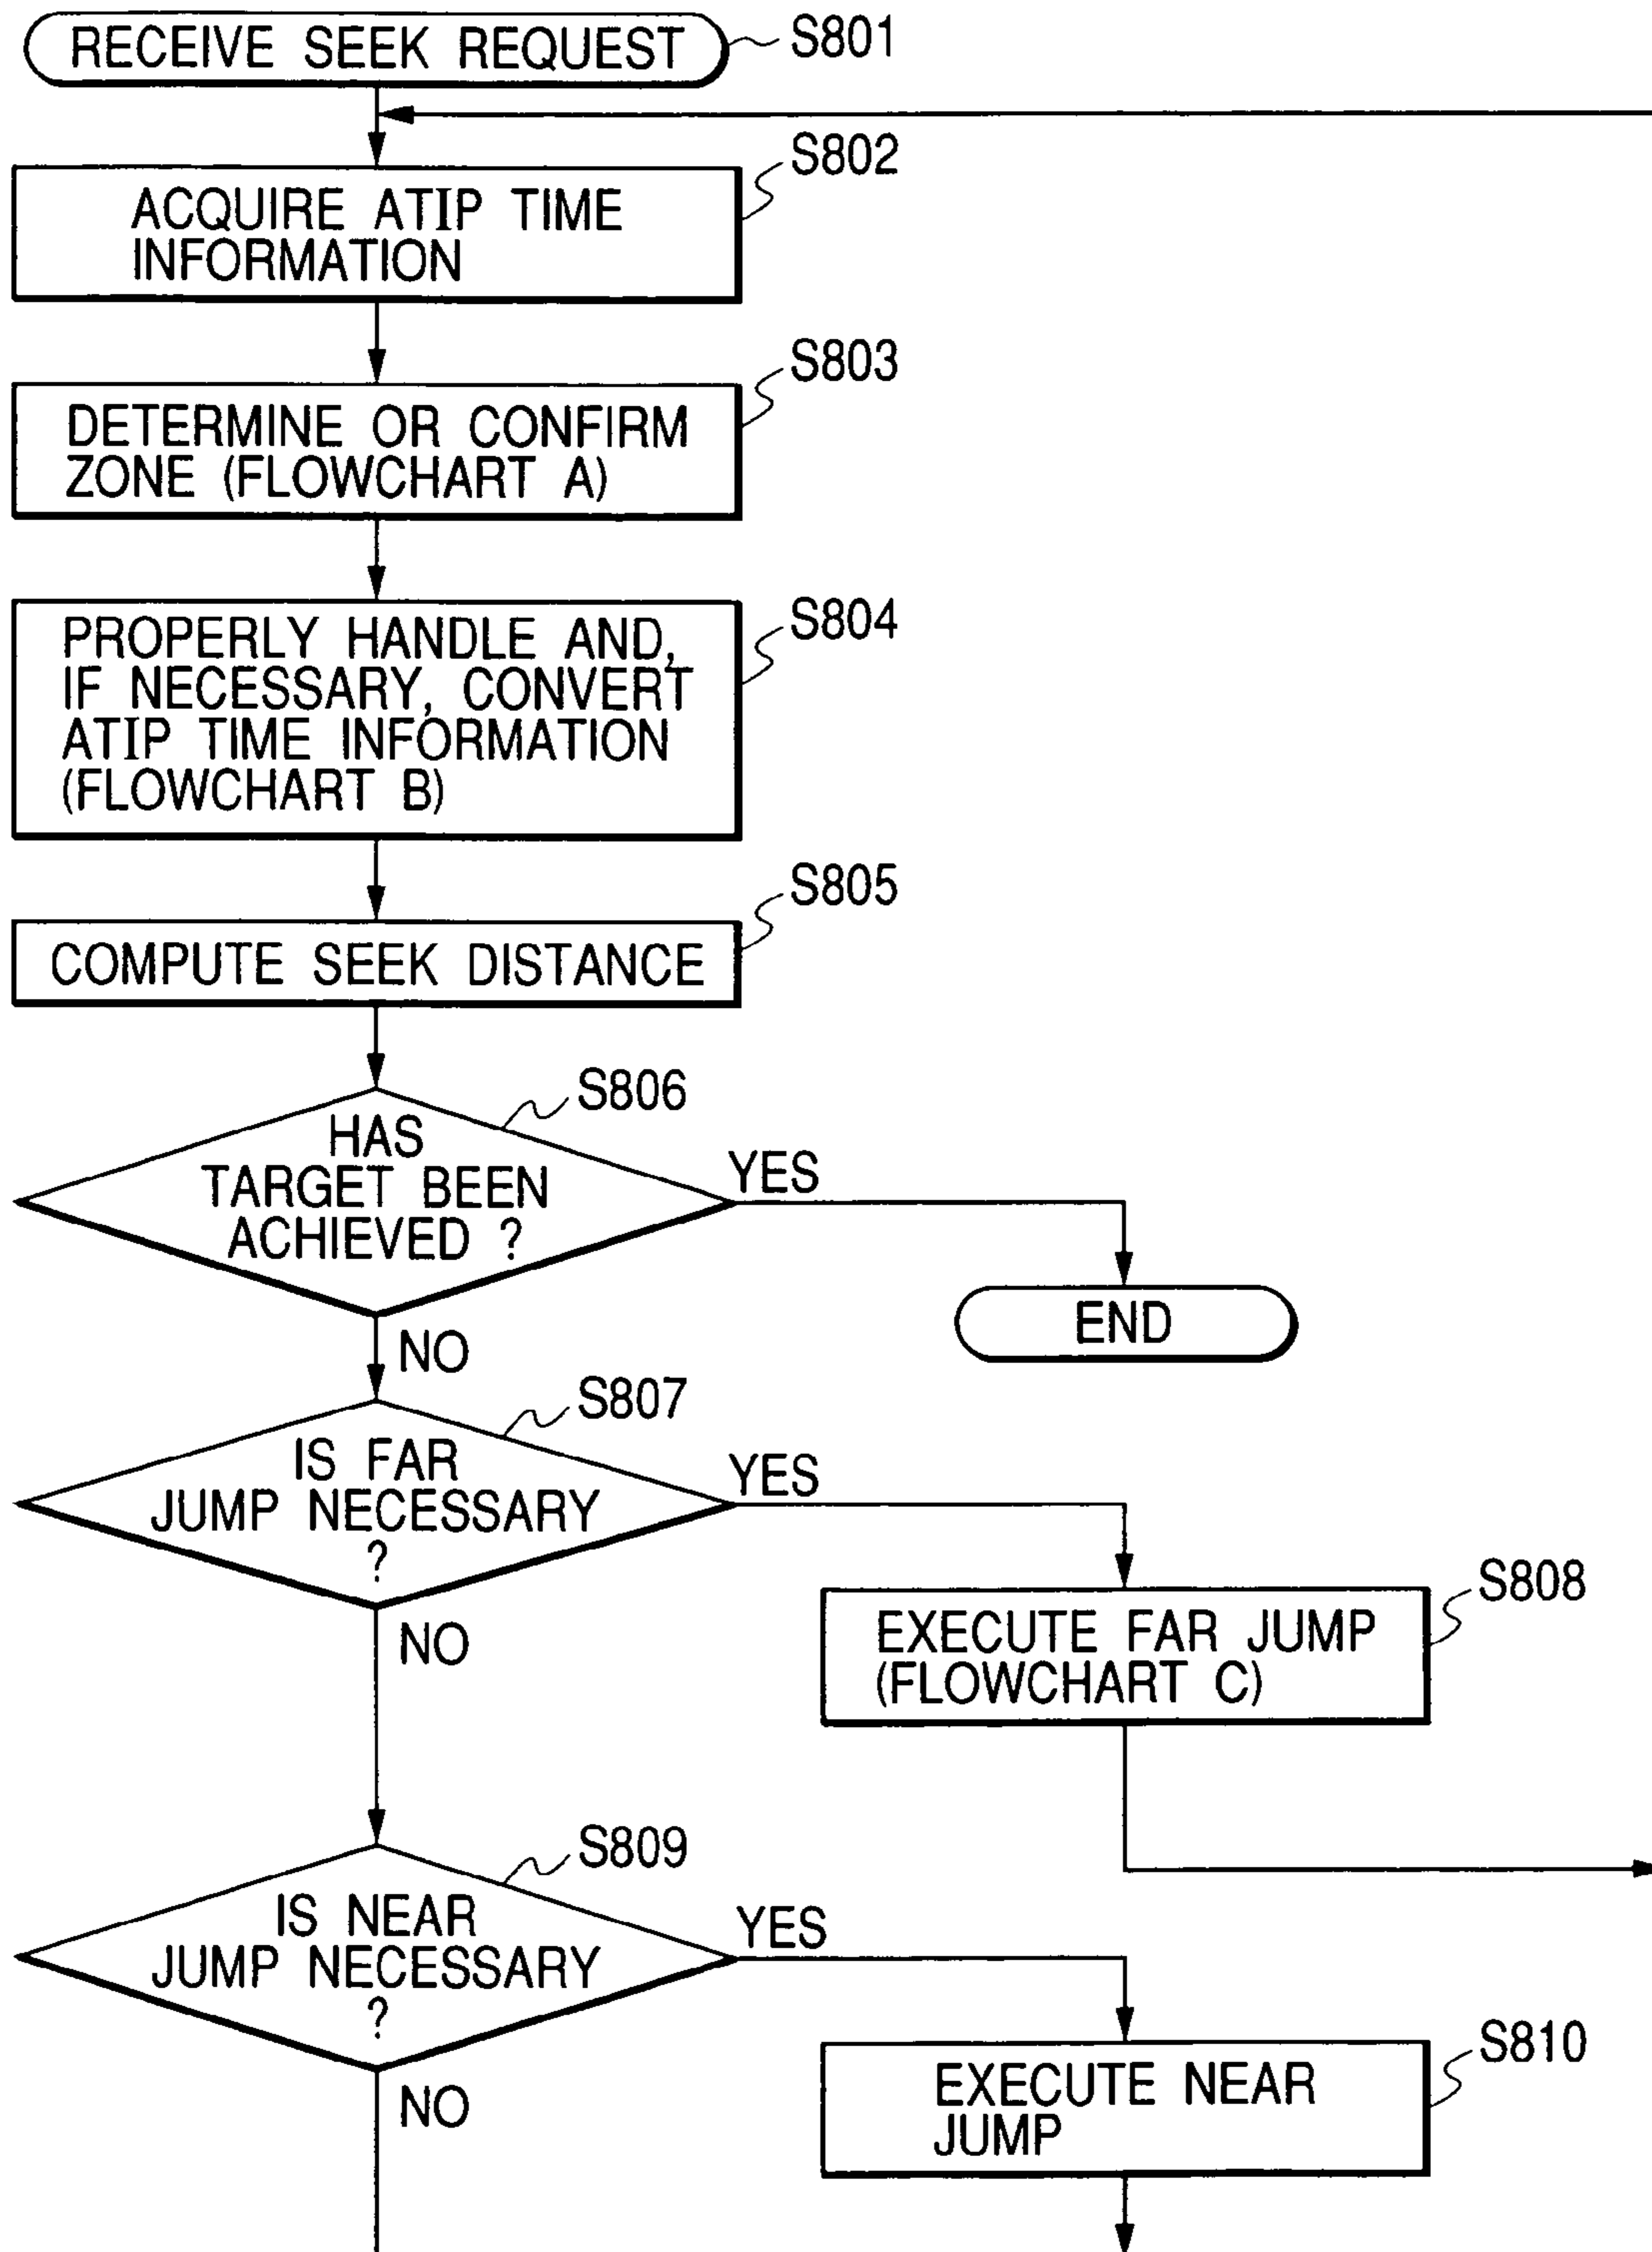 RECEIVE SEEK REQUEST
S801
S802
ACQUIRE ATIP TIME
INFORMATION
S803
DETERMINE OR CONFIRM
ZONE (FLOWCHART A)
S804
PROPERLY HANDLE AND,
IF NECESSARY, CONVERT
ATIP TIME INFORMATION
(FLOWCHART B)
S805
COMPUTE SEEK DISTANCE
S806
HAS
TARGET BEEN
ACHIEVED ?
YES
END
NO
S807
IS FAR
JUMP NECESSARY
?
YES
NO
S808
EXECUTE FAR JUMP
(FLOWCHART C)
S809
IS NEAR
JUMP NECESSARY
?
YES
NO
S810
EXECUTE NEAR
JUMP